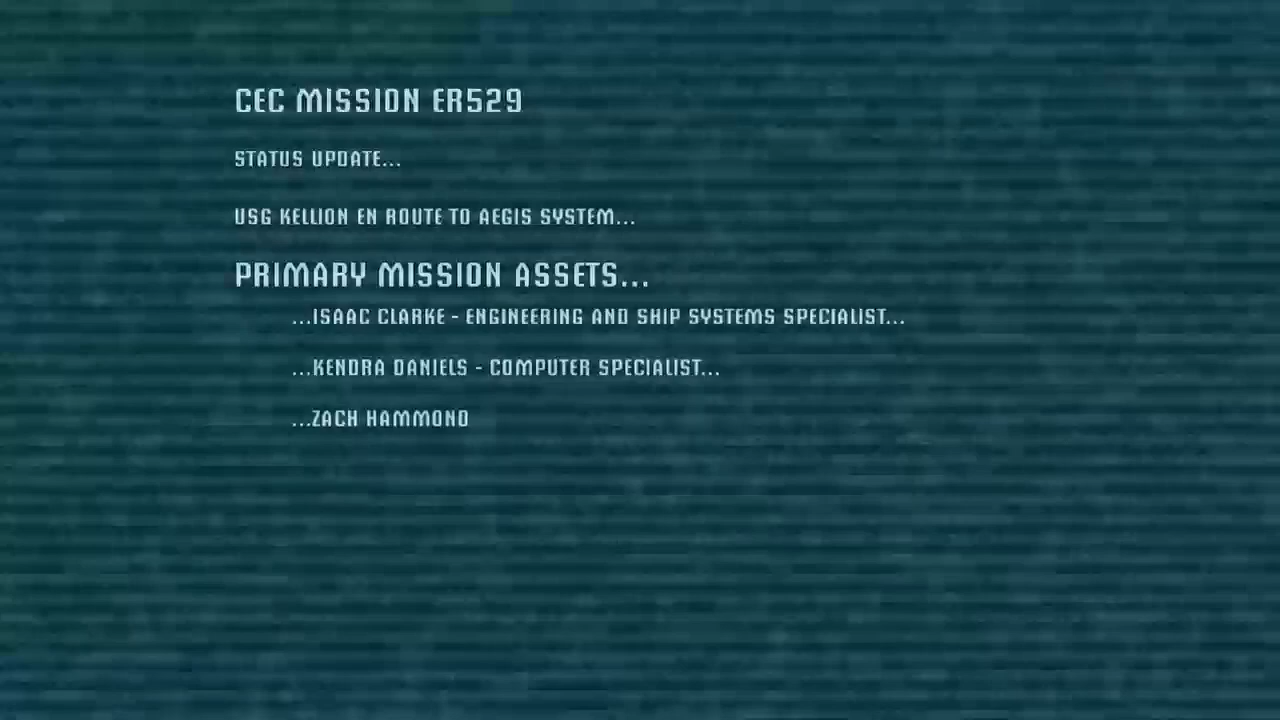 CEC MISSION ER529
STATUS UPDATE...
USG KELLION EN ROUTE TO AEGIS SYSTEM...
PRIMARY MISSION ASSETS...
...ISAAC CLARKE - ENGINEERING AND SHIP SYSTEMS SPECIALIST...
...KENDRA DANIELS - COMPUTER SPECIALIST...
...ZACH HAMMOND